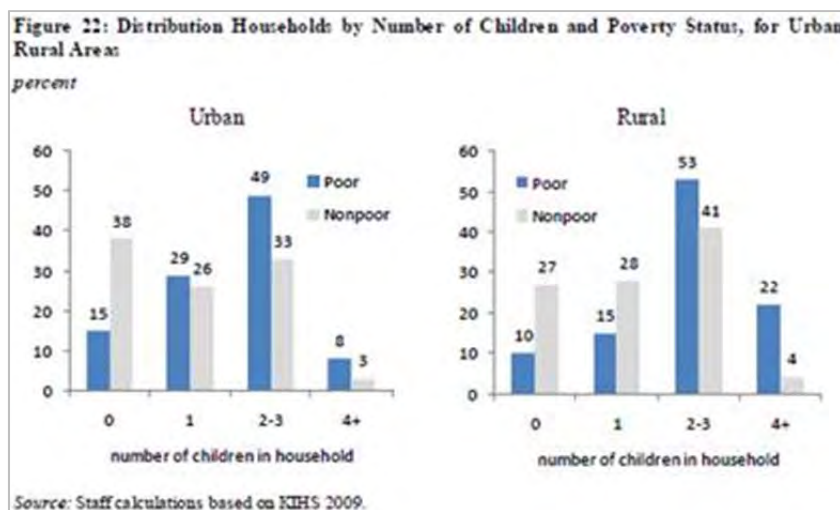 Figure 22: Distribution Households by Number of Children and Poverty Status, for Urban
Rural Areas
percent
Urban
60
50
40
30
20
10
0
15
38
29
26
49
33
8
3
Poor
Nonpoor
0 1 2-3 4+
number of children in household
Rural
60
50
40
30
20
10
0
10
27
15
28
53
41
22
4
Poor
Nonpoor
0 1 2-3 4+
number of children in household
Source: Staff calculations based on KIHS 2009.